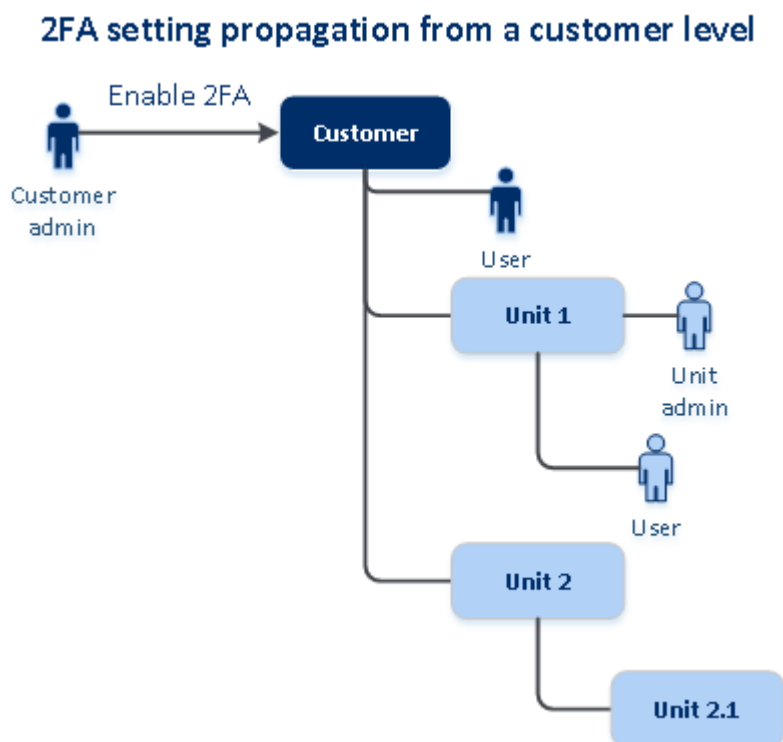 2FA setting propagation from a customer level
Enable 2FA
Customer
Customer
admin
User
Unit 1
Unit
admin
User
Unit 2
Unit 2.1